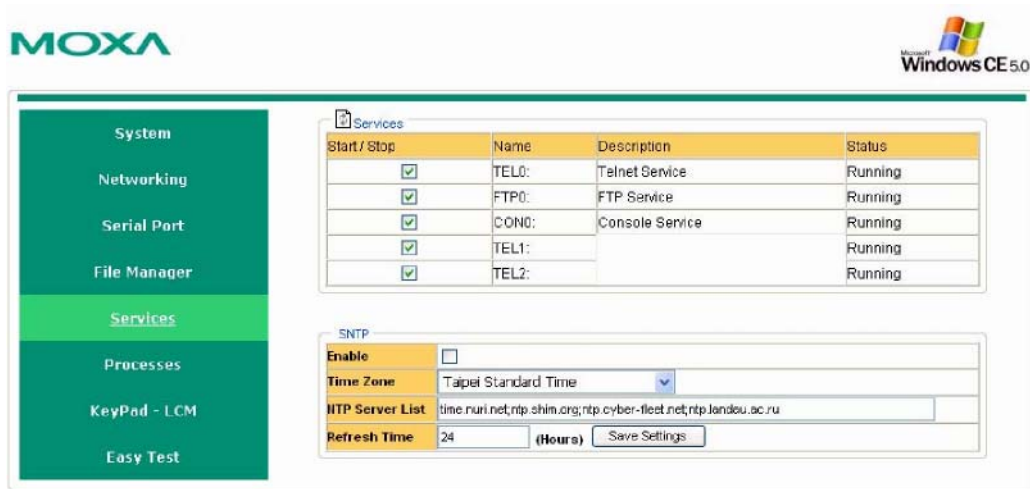 MOXA
Microsoft
Windows CE 5.0
System
Networking
Serial Port
File Manager
Services
Processes
KeyPad - LCM
Easy Test
Services
Start / Stop Name Description Status
TEL0: Telnet Service Running
FTP0: FTP Service Running
CON0: Console Service Running
TEL1: Running
TEL2: Running
SNTP
Enable
Time Zone Taipei Standard Time
NTP Server List time.nuri.net;ntp.shim.org;ntp.cyber-fleet.net;ntp.landau.ac.ru
Refresh Time 24 (Hours) Save Settings